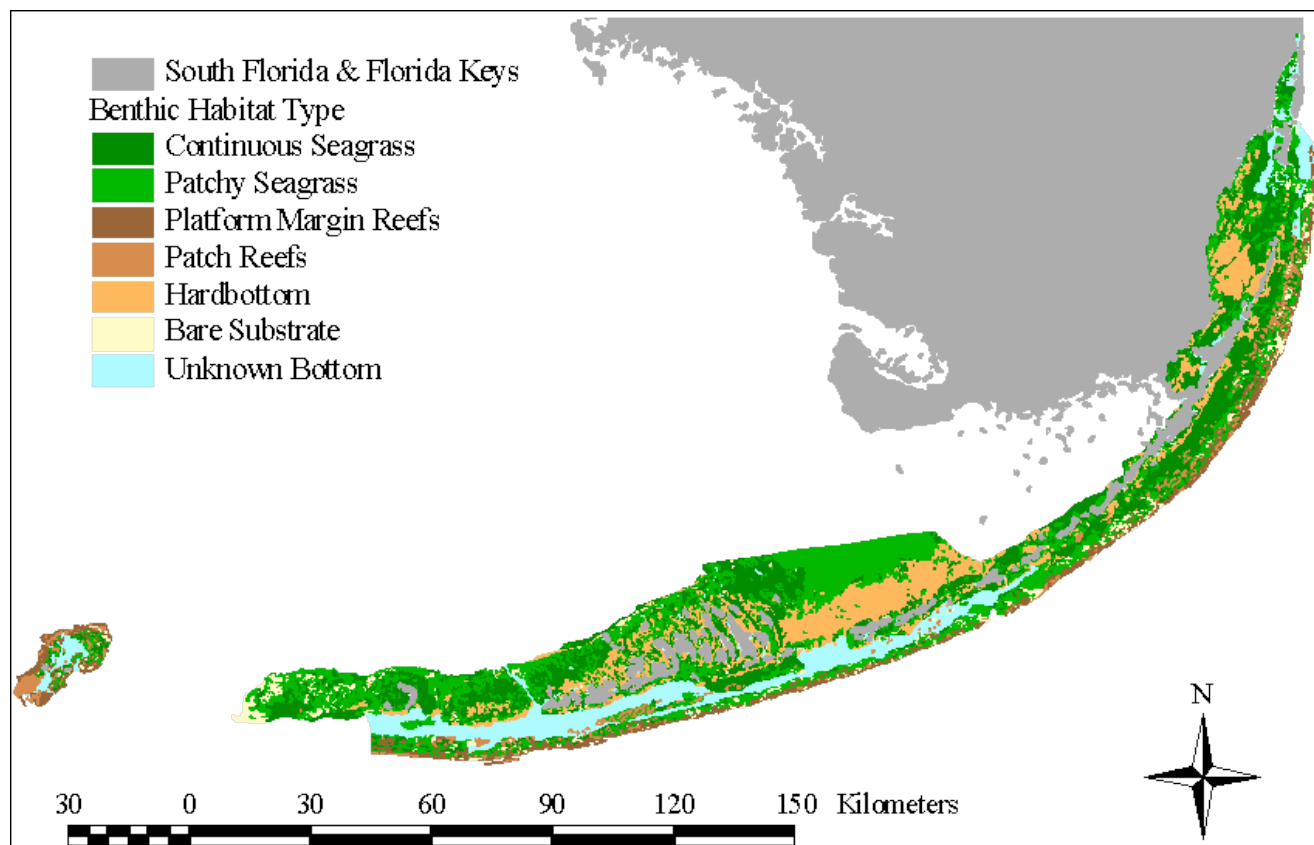 South Florida & Florida Keys
Benthic Habitat Type
Continuous Seagrass
Patchy Seagrass
Platform Margin Reefs
Patch Reefs
Hardbottom
Bare Substrate
Unknown Bottom
N
30 0 30 60 90 120 150 Kilometers